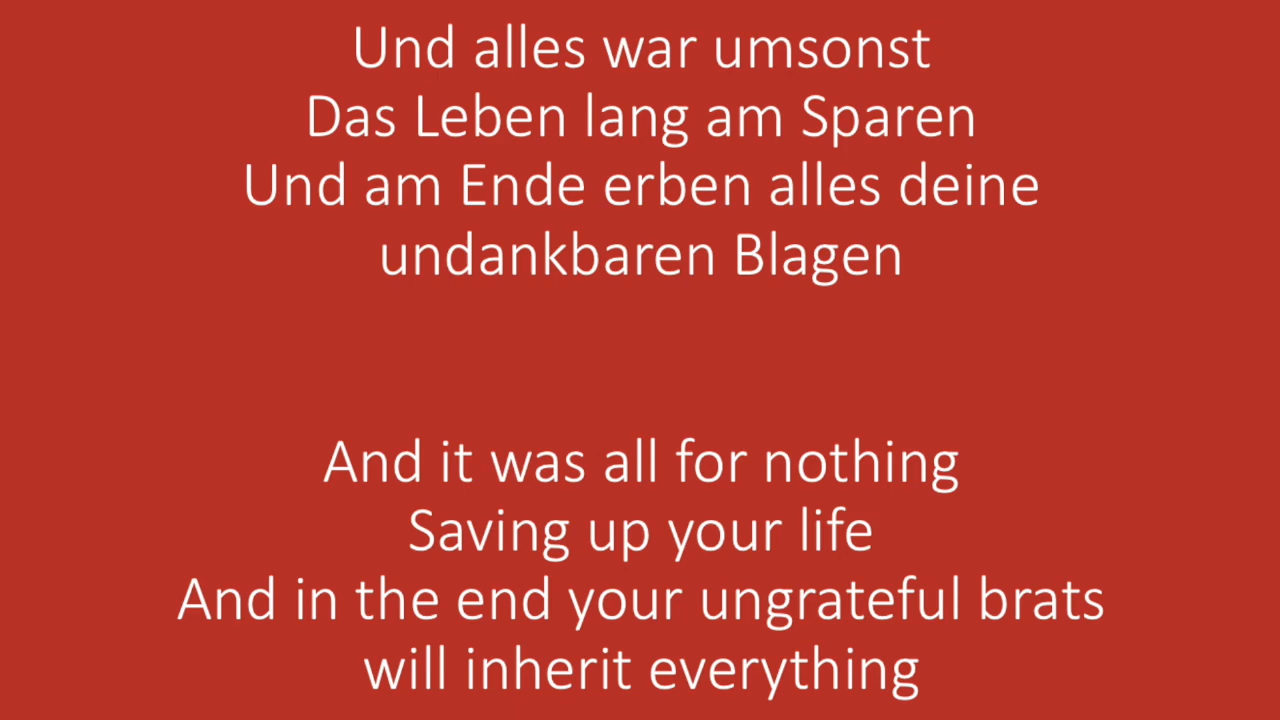 Und alles war umsonst
Das Leben lang am Sparen
Und am Ende erben alles deine
undankbaren Blagen
And it was all for nothing
Saving up your life
And in the end your ungrateful brats
will inherit everything